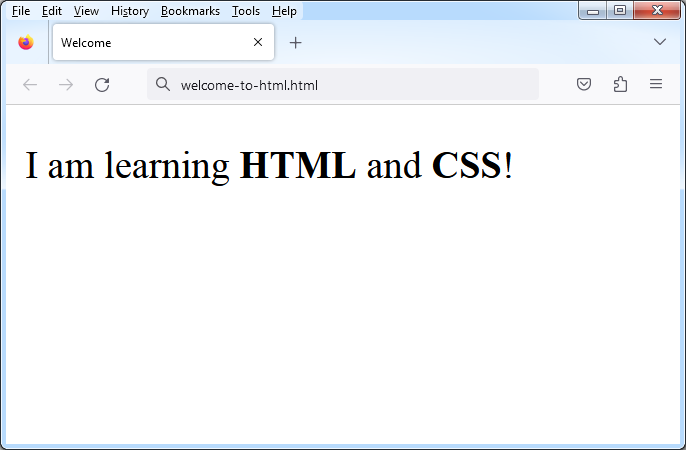 File Edit View History Bookmarks Tools Help
Welcome
welcome-to-html.html
I am learning HTML and CSS!